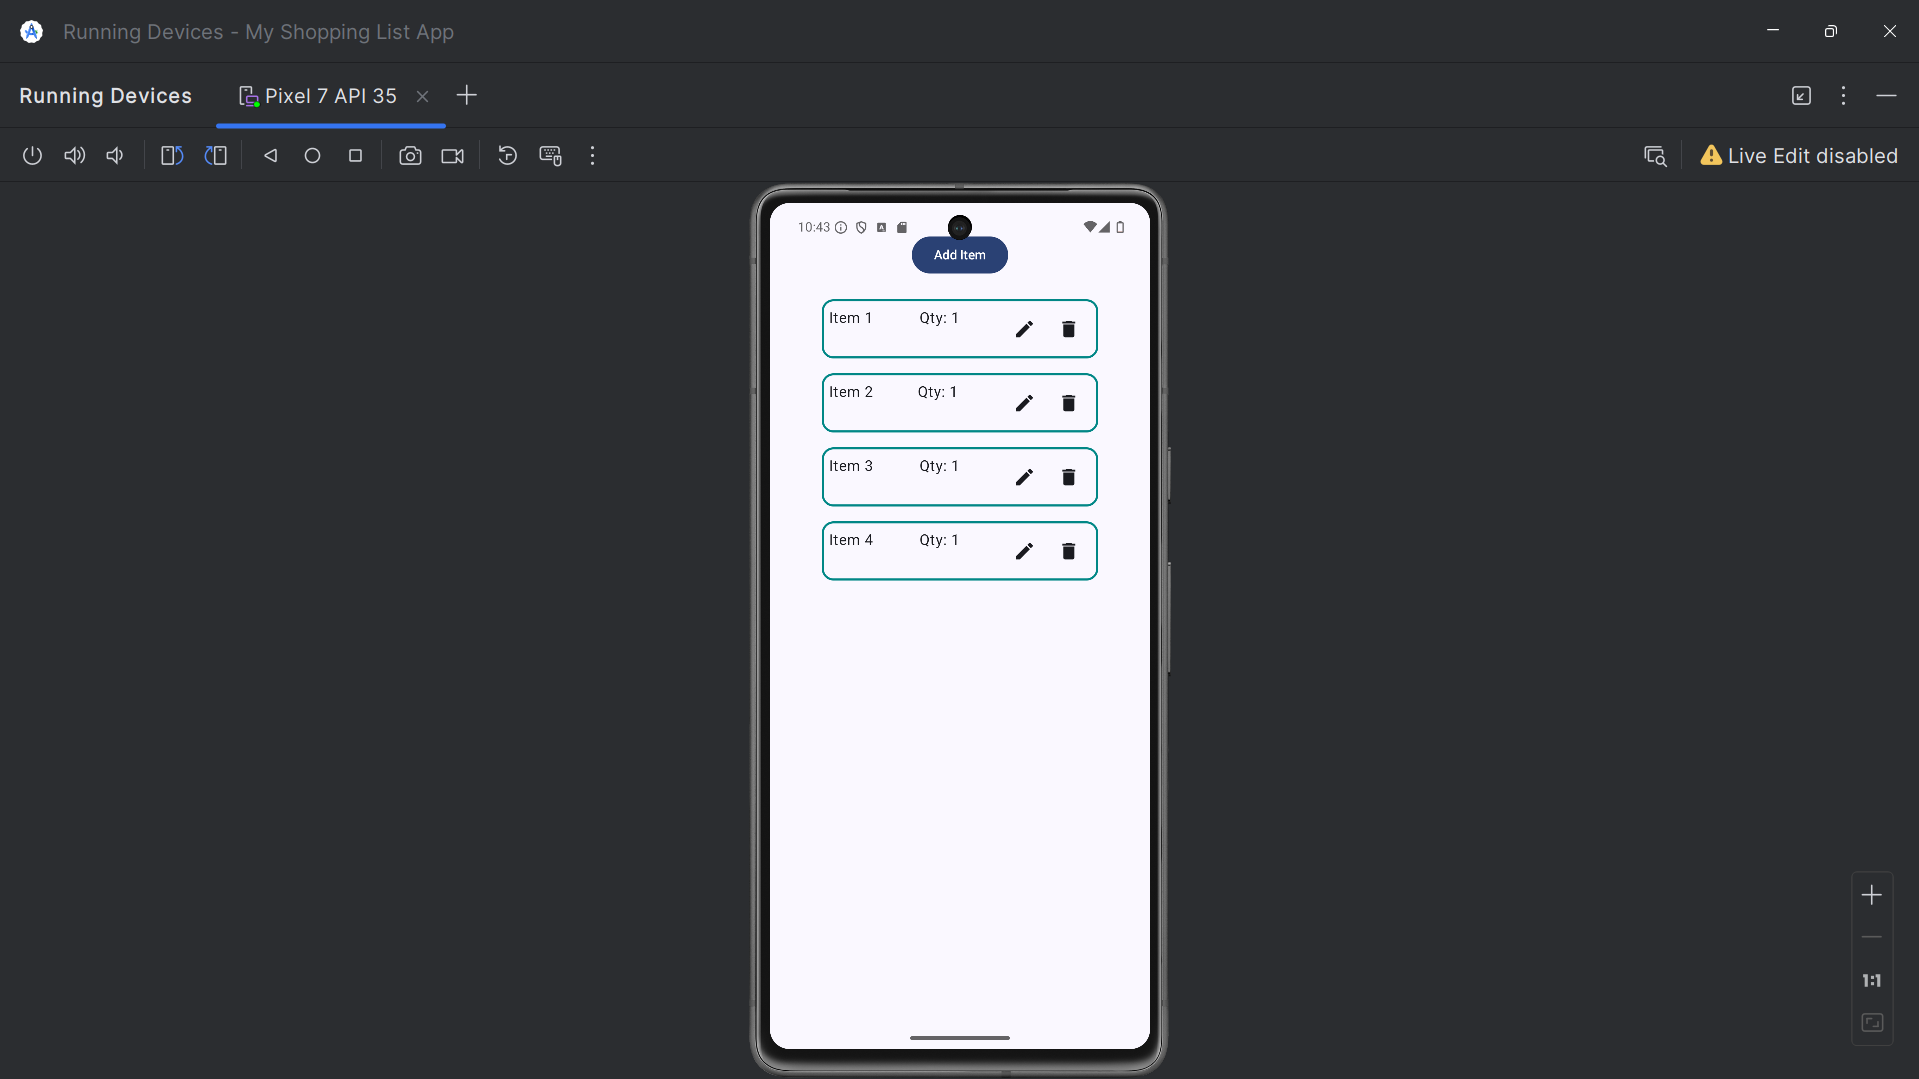 Running Devices - My Shopping List App
Running Devices Pixel 7 API 35
Live Edit disabled
10:43
Add Item
Item 1 Qty: 1
Item 2 Qty: 1
Item 3 Qty: 1
Item 4 Qty: 1
1:1